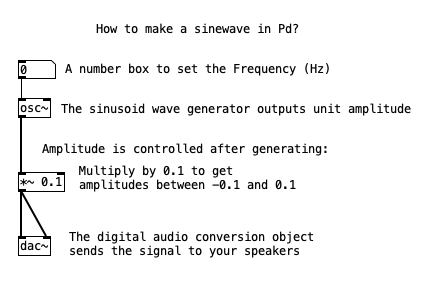 How to make a sinewave in Pd?
0 A number box to set the Frequency (Hz)
osc~ The sinusoid wave generator outputs unit amplitude
Amplitude is controlled after generating:
*~ 0.1 Multiply by 0.1 to get
amplitudes between −0.1 and 0.1
dac~ The digital audio conversion object
sends the signal to your speakers